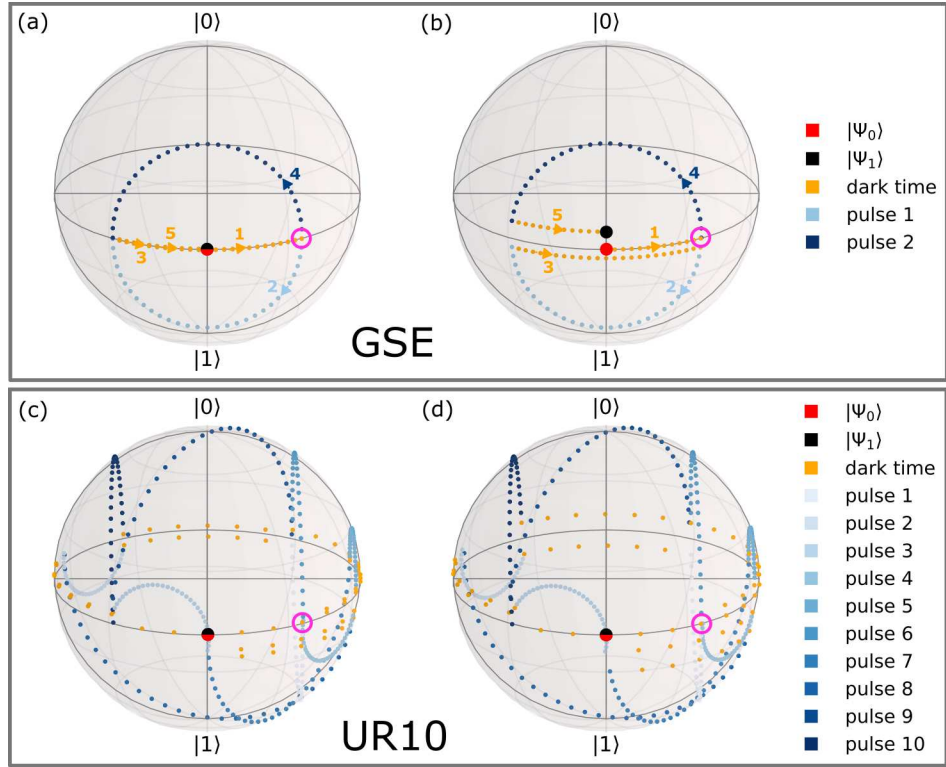 (a)
|0⟩
(b)
|0⟩
4
5
1
3
2
|1⟩
4
5
1
3
2
|1⟩
GSE
|Ψ₀⟩
|Ψ₁⟩
dark time
pulse 1
pulse 2
(c)
|0⟩
(d)
|0⟩
|1⟩
|1⟩
UR10
|Ψ₀⟩
|Ψ₁⟩
dark time
pulse 1
pulse 2
pulse 3
pulse 4
pulse 5
pulse 6
pulse 7
pulse 8
pulse 9
pulse 10